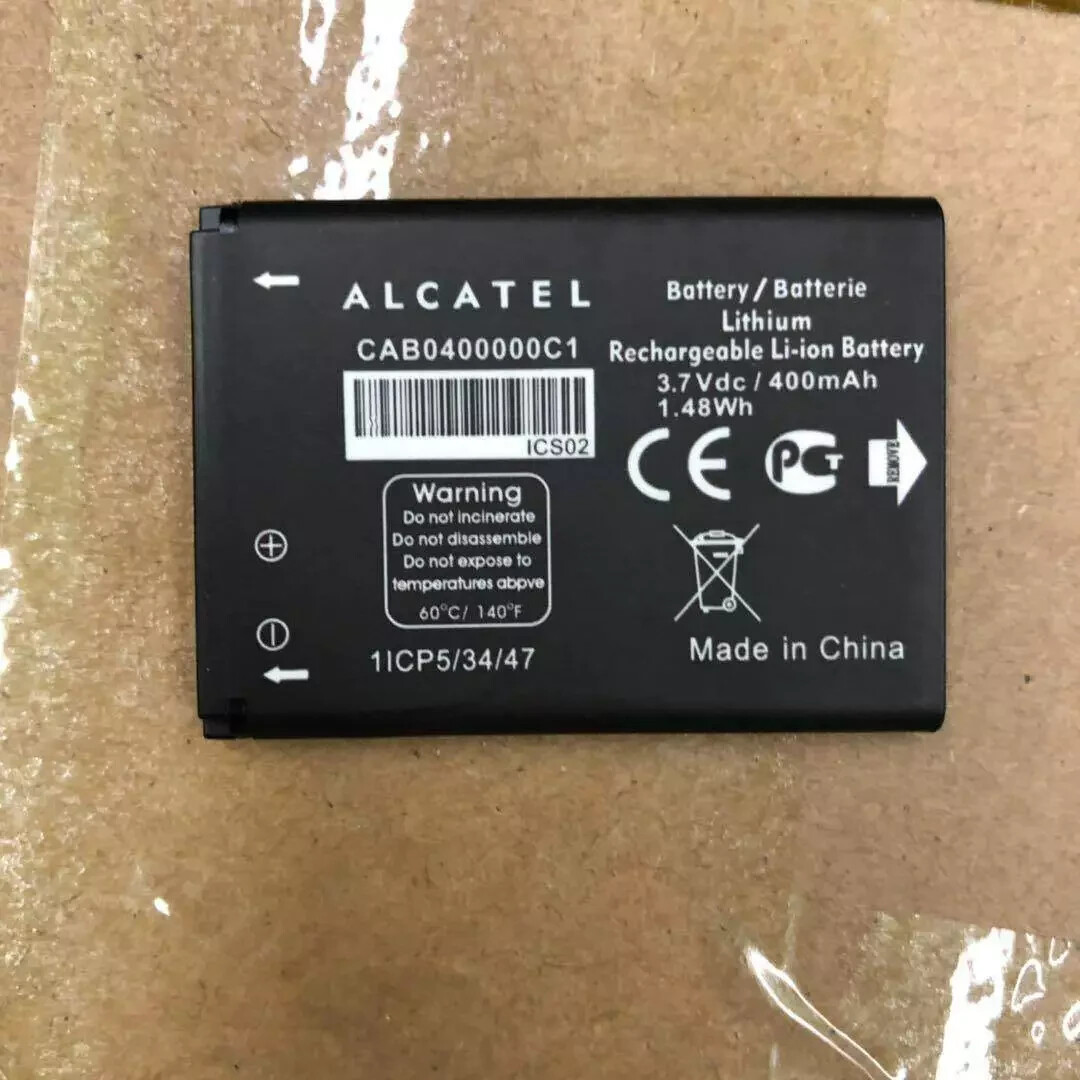 ALCATEL
CAB0400000C1
ICS02
Warning
Do not incinerate
Do not disassemble
Do not expose to
temperatures abpve
60°C/ 140°F
1ICP5/34/47
Battery/Batterie
Lithium
Rechargeable Li-ion Battery
3.7Vdc / 400mAh
1.48Wh
CE
PCT
REMOVE
Made in China